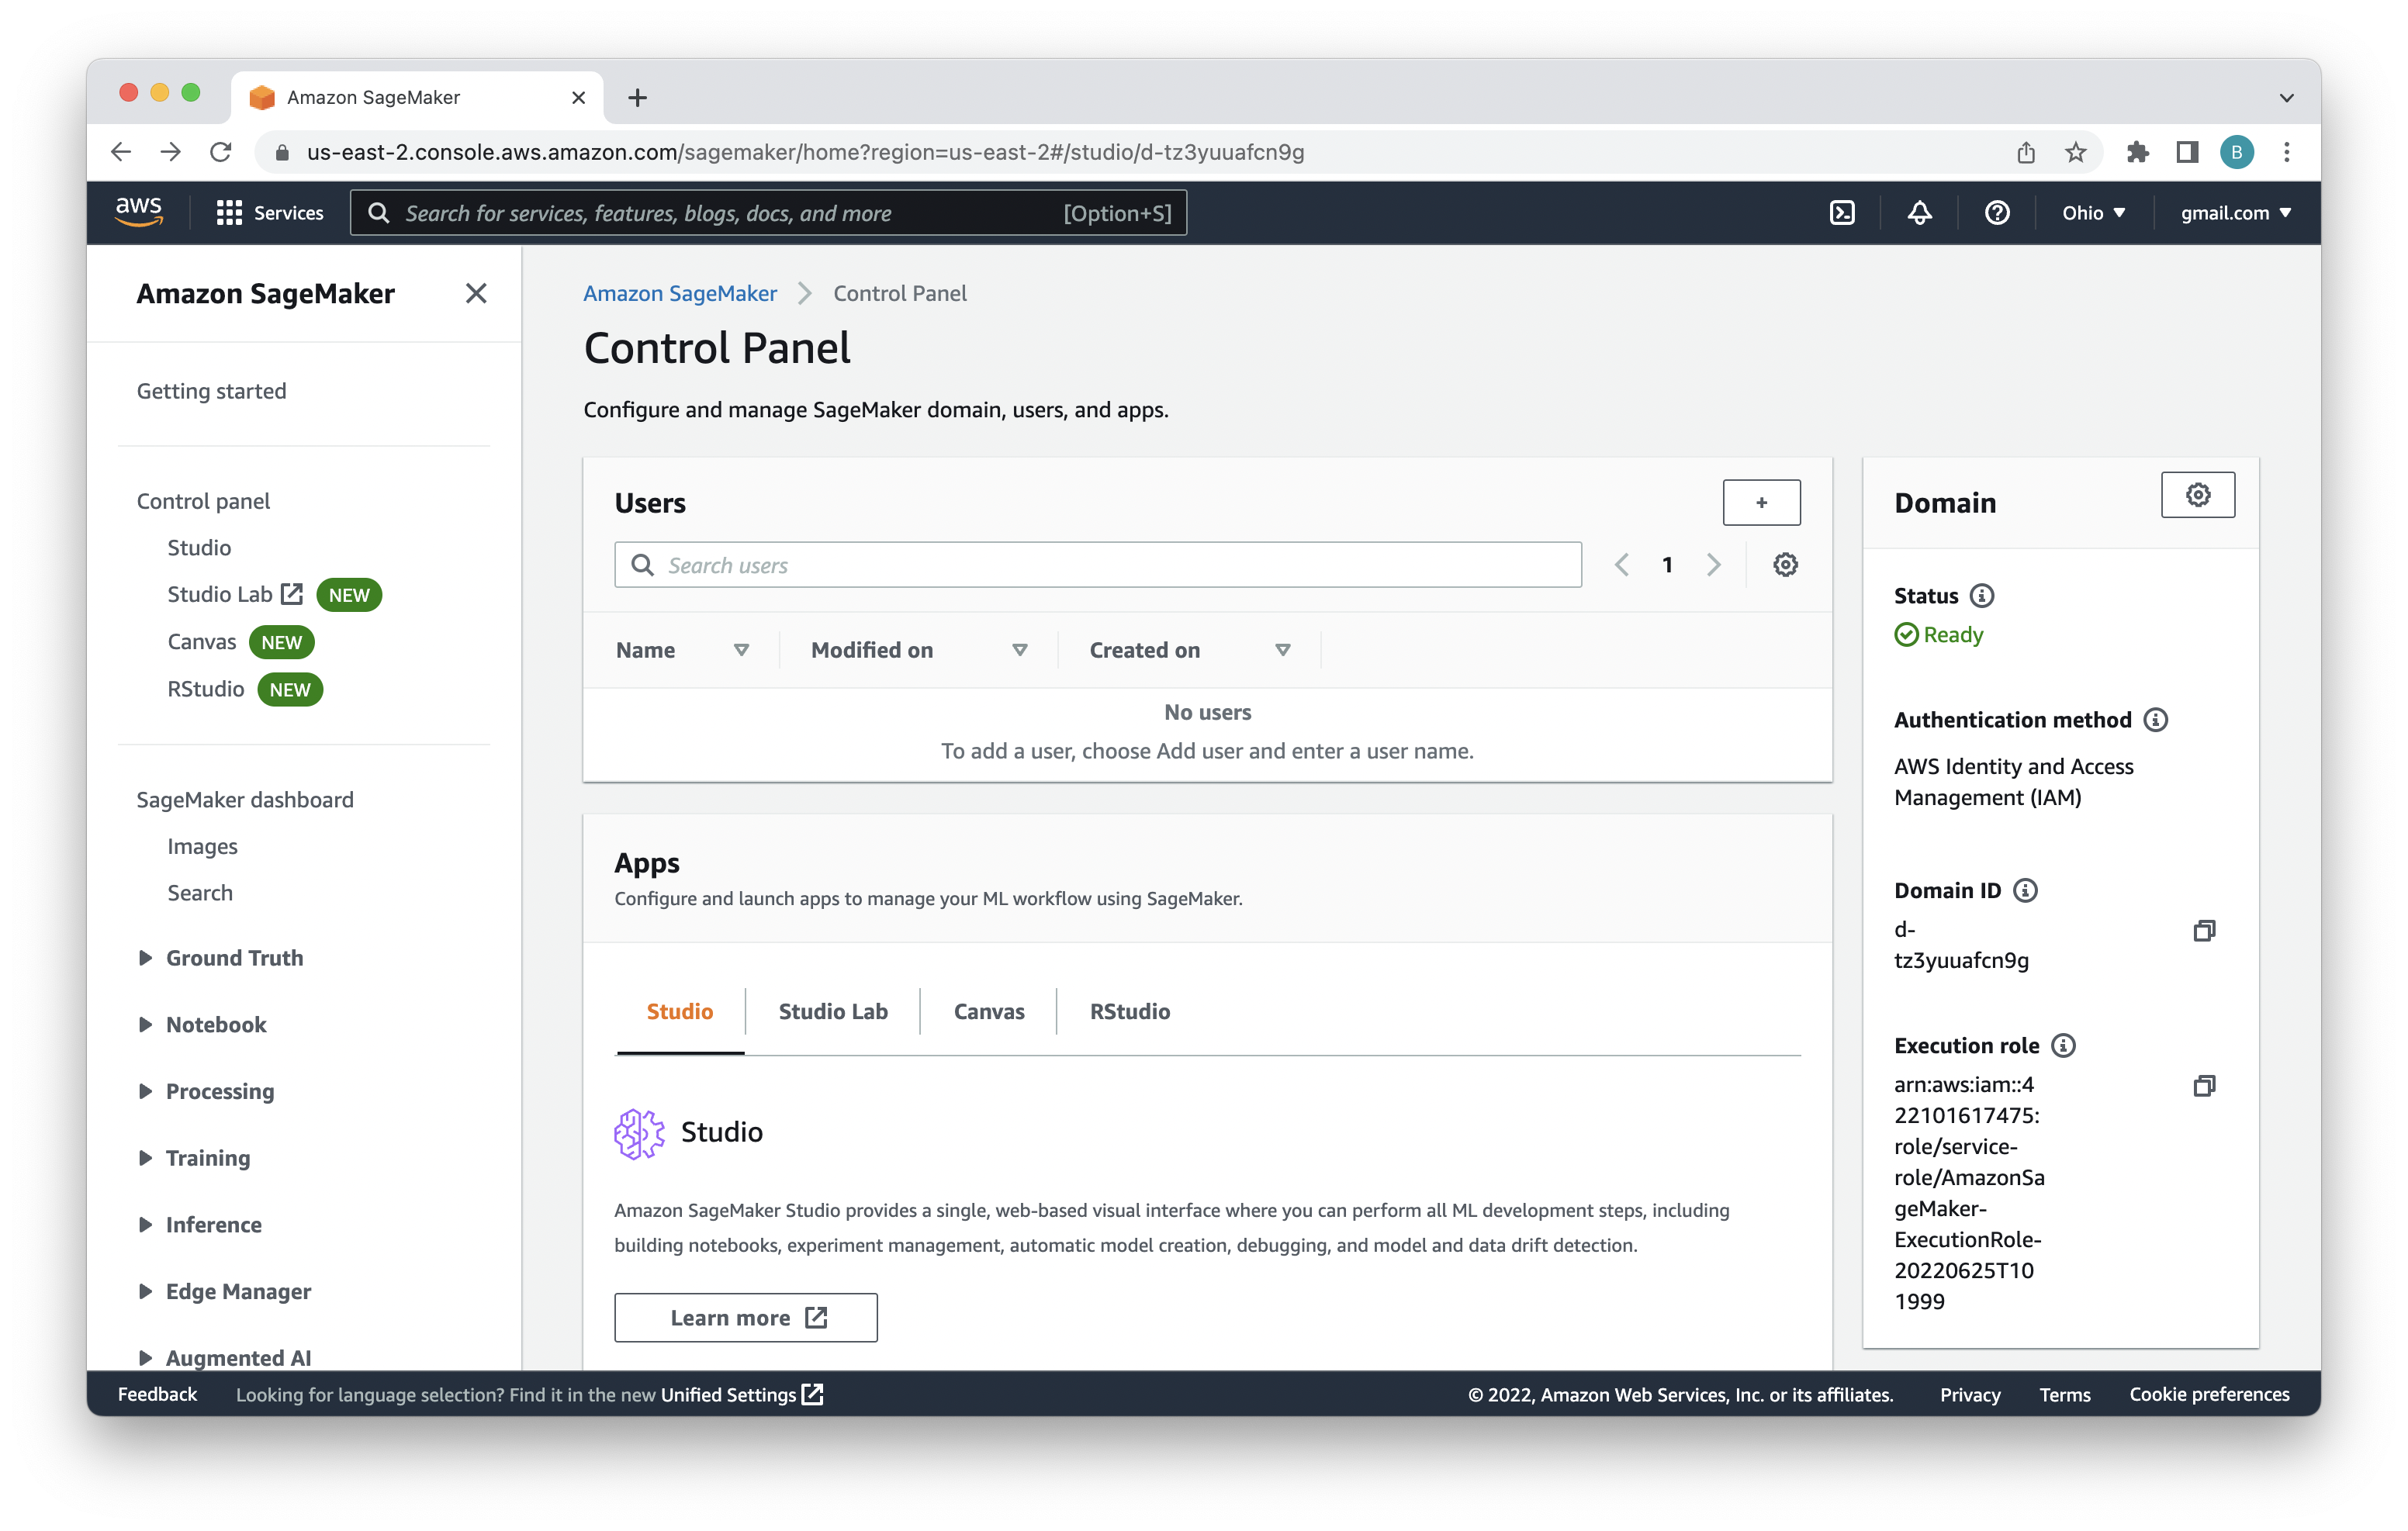 Amazon SageMaker
us-east-2.console.aws.amazon.com/sagemaker/home?region=us-east-2#/studio/d-tz3yuuafcn9g
B
aws
Services
Search for services, features, blogs, docs, and more
[Option+S]
Ohio
gmail.com
Amazon SageMaker
Getting started
Control panel
Studio
Studio Lab NEW
Canvas NEW
RStudio NEW
SageMaker dashboard
Images
Search
Ground Truth
Notebook
Processing
Training
Inference
Edge Manager
Augmented AI
Amazon SageMaker > Control Panel
Control Panel
Configure and manage SageMaker domain, users, and apps.
Users
+
Search users
1
Name Modified on Created on
No users
To add a user, choose Add user and enter a user name.
Apps
Configure and launch apps to manage your ML workflow using SageMaker.
Studio Studio Lab Canvas RStudio
Studio
Amazon SageMaker Studio provides a single, web-based visual interface where you can perform all ML development steps, including
building notebooks, experiment management, automatic model creation, debugging, and model and data drift detection.
Learn more
Domain
Status
Ready
Authentication method
AWS Identity and Access
Management (IAM)
Domain ID
d-
tz3yuuafcn9g
Execution role
arn:aws:iam::4
22101617475:
role/service-
role/AmazonSa
geMaker-
ExecutionRole-
20220625T10
1999
Feedback
Looking for language selection? Find it in the new Unified Settings
© 2022, Amazon Web Services, Inc. or its affiliates.
Privacy
Terms
Cookie preferences